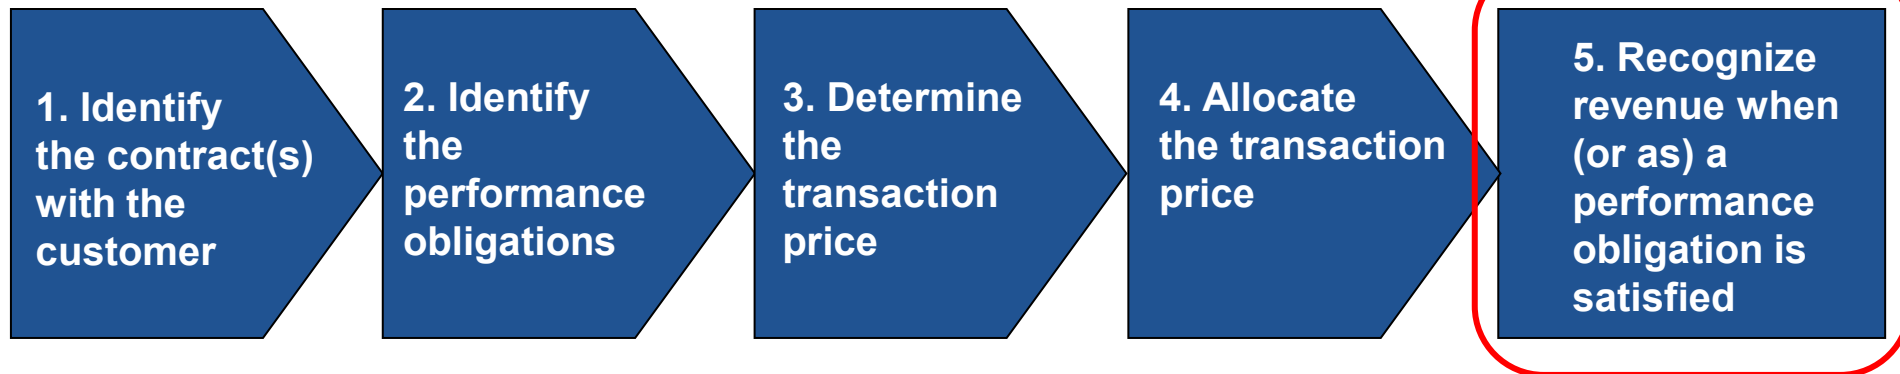 1. Identify
the contract(s)
with the
customer
2. Identify
the
performance
obligations
3. Determine
the
transaction
price
4. Allocate
the transaction
price
5. Recognize
revenue when
(or as) a
performance
obligation is
satisfied